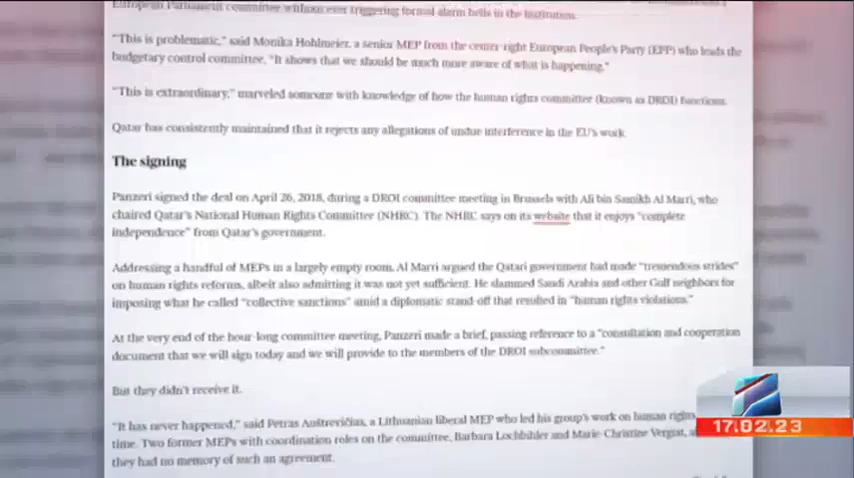 European Parliament committee without ever triggering formal alarm bells in the institution.
“This is problematic,” said Monika Hohlmeier, a senior MEP from the center-right European People’s Party (EPP) who leads the
budgetary control committee. “It shows that we should be much more aware of what is happening.”
“This is extraordinary,” marveled someone with knowledge of how the human rights committee (known as DROI) functions.
Qatar has consistently maintained that it rejects any allegations of undue interference in the EU’s work.
The signing
Panzeri signed the deal on April 26, 2018, during a DROI committee meeting in Brussels with Ali bin Samikh Al Marri, who
chaired Qatar’s National Human Rights Committee (NHRC). The NHRC says on its website that it enjoys “complete
independence” from Qatar’s government.
Addressing a handful of MEPs in a largely empty room, Al Marri argued the Qatari government had made “tremendous strides”
on human rights reforms, albeit also admitting it was not yet sufficient. He slammed Saudi Arabia and other Gulf neighbors for
imposing what he called “collective sanctions” amid a diplomatic stand-off that resulted in “human rights violations.”
At the very end of the hour-long committee meeting, Panzeri made a brief, passing reference to a “consultation and cooperation
document that we will sign today and we will provide to the members of the DROI subcommittee.”
But they didn’t receive it.
“It has never happened,” said Petras Auštrevičius, a Lithuanian liberal MEP who led his group’s work on human rights
time. Two former MEPs with coordination roles on the committee, Barbara Lochbihler and Marie-Christine Vergiat,
they had no memory of such an agreement.
17.02.23